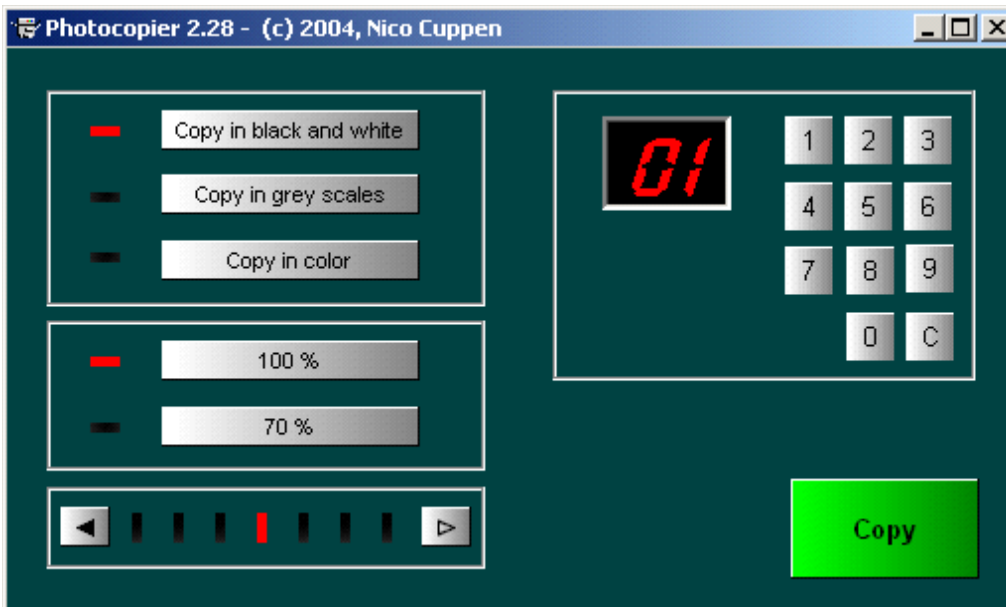 Photocopier 2.28 - (c) 2004, Nico Cuppen
Copy in black and white
Copy in grey scales
Copy in color
100 %
70 %
01
1 2 3
4 5 6
7 8 9
0 C
Copy